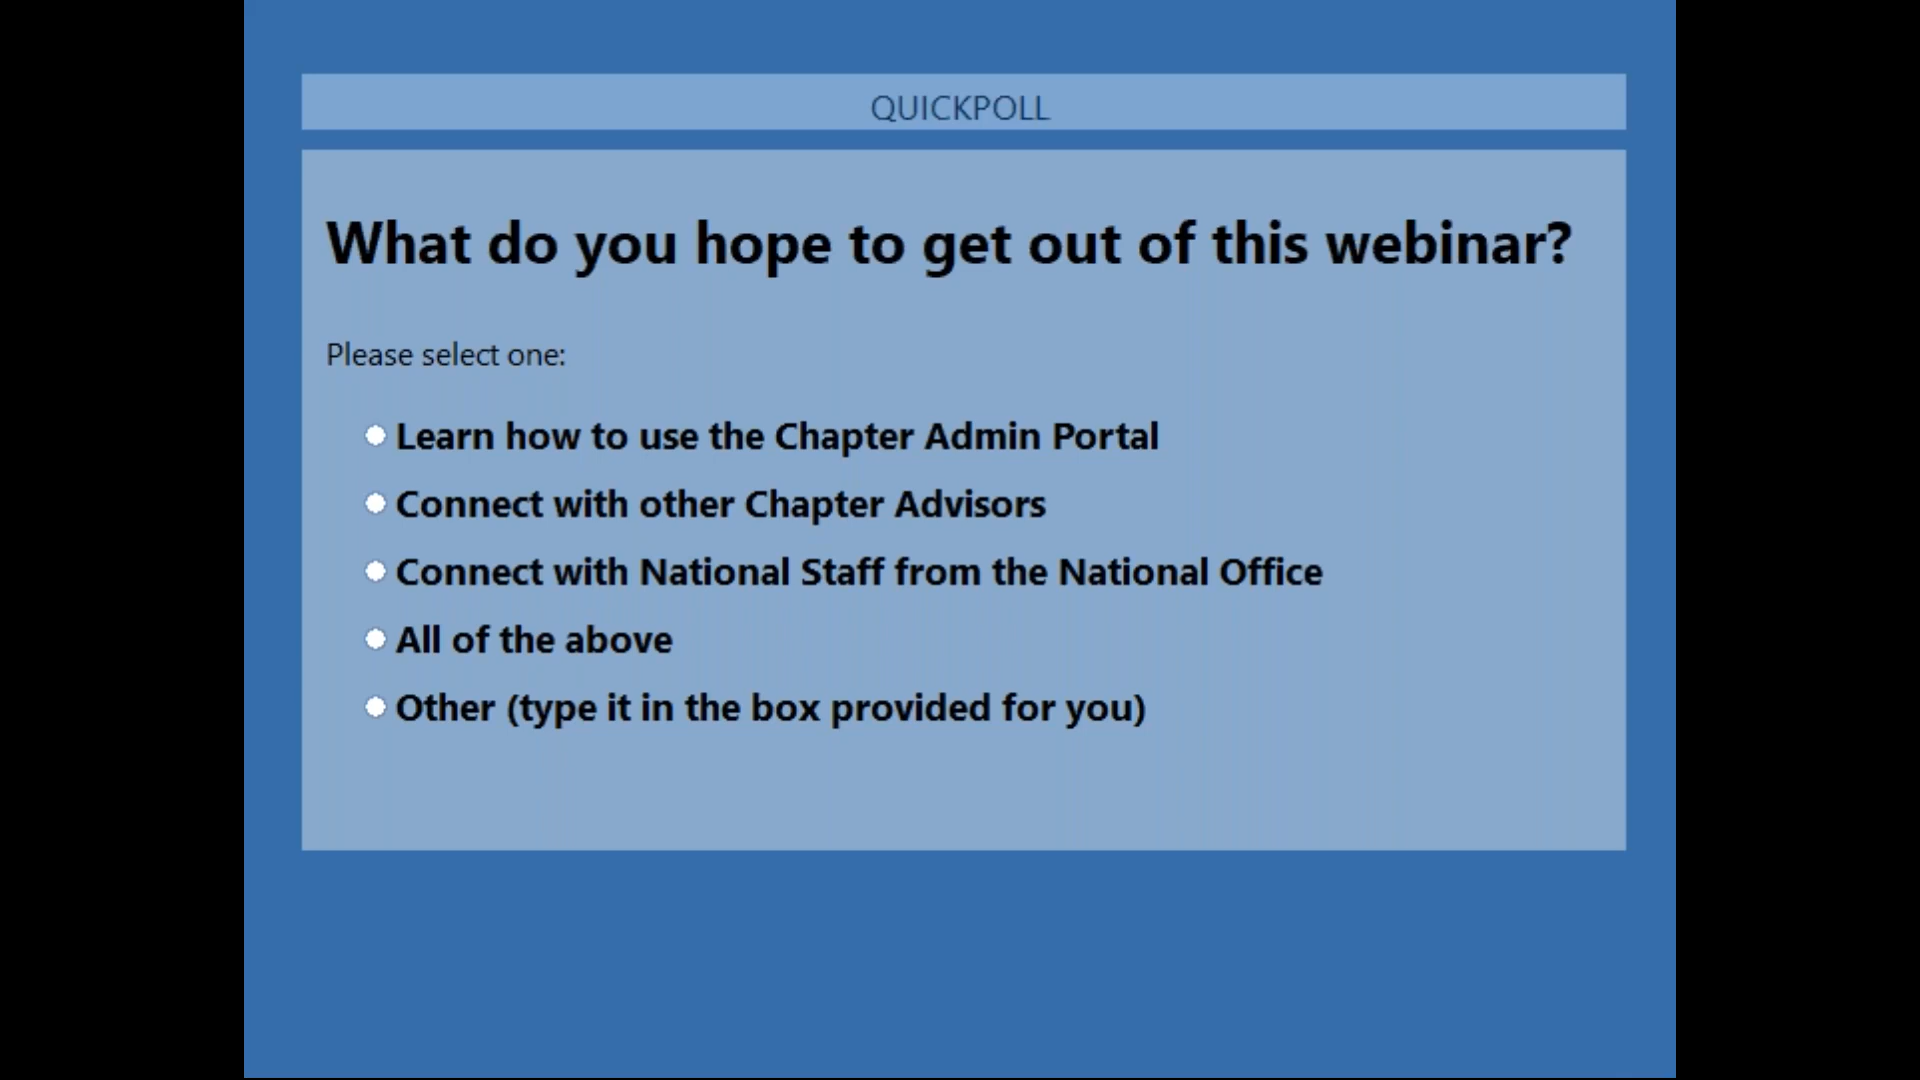 QUICKPOLL
What do you hope to get out of this webinar?
Please select one:
Learn how to use the Chapter Admin Portal
Connect with other Chapter Advisors
Connect with National Staff from the National Office
All of the above
Other (type it in the box provided for you)